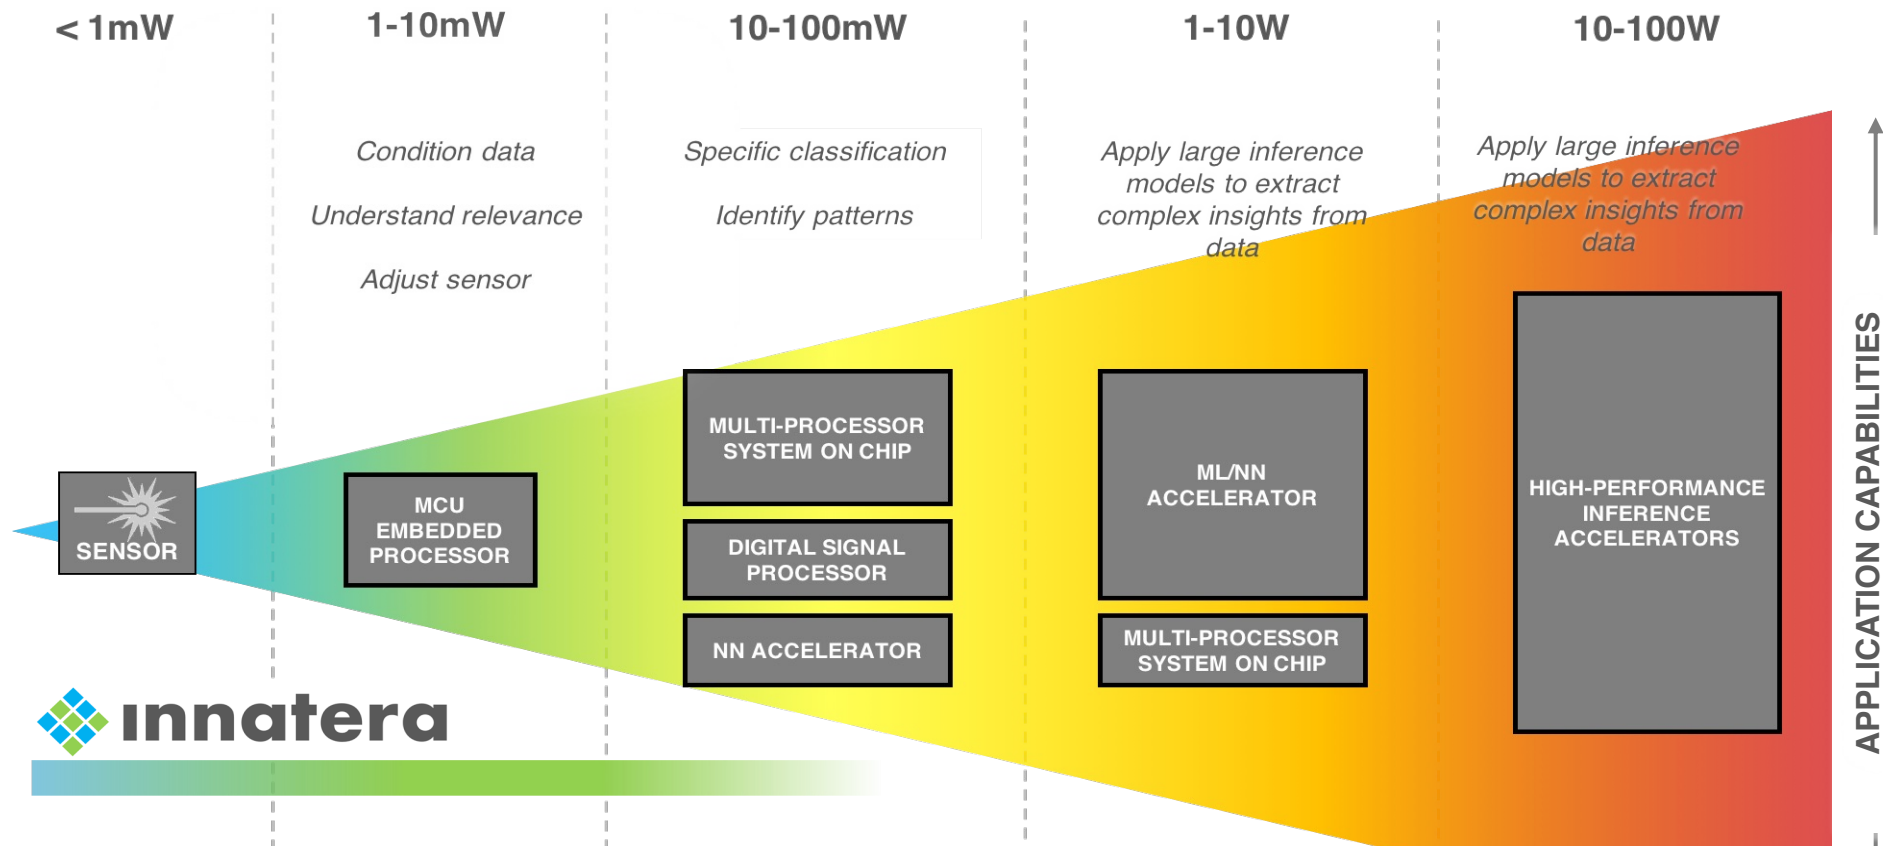 < 1mW
1-10mW
10-100mW
1-10W
10-100W
Condition data
Understand relevance
Adjust sensor
Specific classification
Identify patterns
Apply large inference
models to extract
complex insights from
data
Apply large inference
models to extract
complex insights from
data
SENSOR
MCU
EMBEDDED
PROCESSOR
MULTI-PROCESSOR
SYSTEM ON CHIP
DIGITAL SIGNAL
PROCESSOR
NN ACCELERATOR
ML/NN
ACCELERATOR
MULTI-PROCESSOR
SYSTEM ON CHIP
HIGH-PERFORMANCE
INFERENCE
ACCELERATORS
APPLICATION CAPABILITIES
innatera